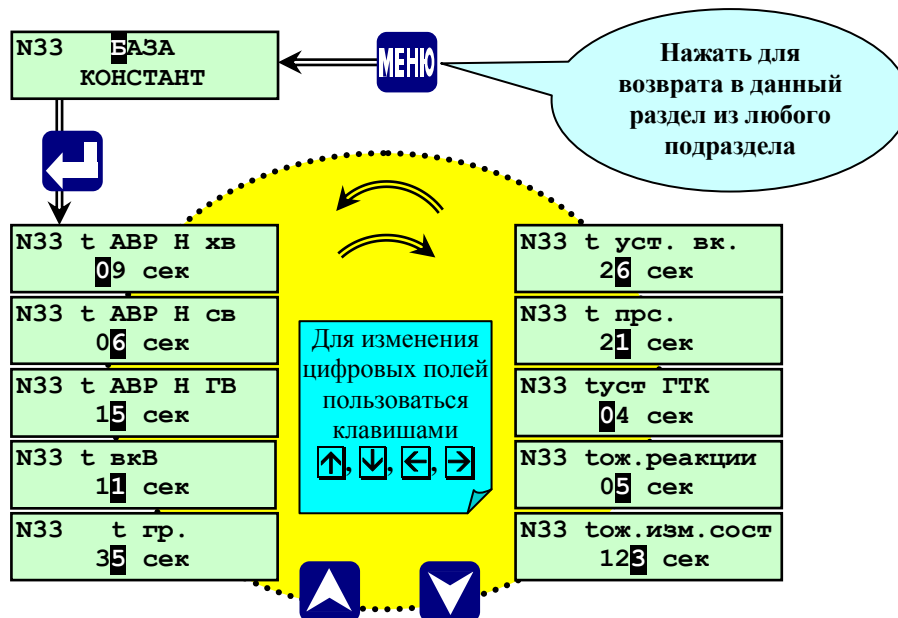 N33 БАЗА
КОНСТАНТ
МЕНЮ
Нажать для
возврата в данный
раздел из любого
подраздела
N33 t АВР Н хв
09 сек
N33 t АВР Н св
06 сек
N33 t АВР Н ГВ
15 сек
N33 t вкВ
11 сек
N33 t гр.
35 сек
Для изменения
цифровых полей
пользоваться
клавишами
↑, ↓, ←, →
N33 t уст. вк.
26 сек
N33 t прс.
21 сек
N33 tуст ГТК
04 сек
N33 tож.реакции
05 сек
N33 tож.изм.сост
123 сек